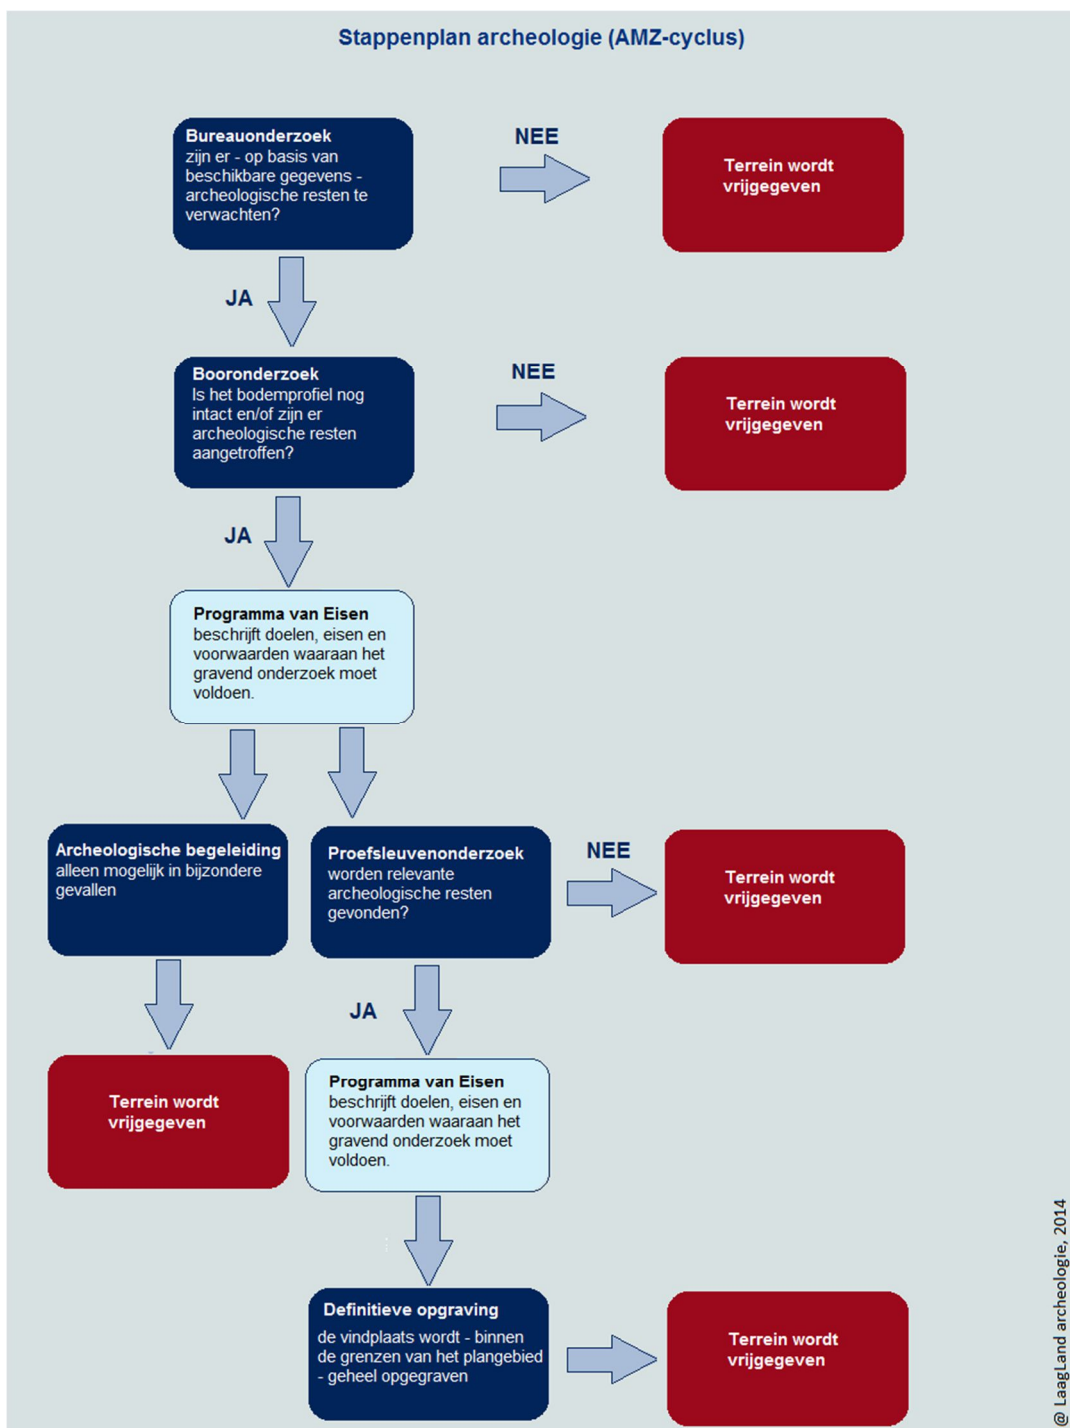 Stappenplan archeologie (AMZ-cyclus)
Bureauonderzoek
zijn er - op basis van
beschikbare gegevens -
archeologische resten te
verwachten?
NEE
Terrein wordt
vrijgegeven
JA
Booronderzoek
Is het bodemprofiel nog
intact en/of zijn er
archeologische resten
aangetroffen?
NEE
Terrein wordt
vrijgegeven
JA
Programma van Eisen
beschrijft doelen, eisen en
voorwaarden waaraan het
gravend onderzoek moet
voldoen.
Archeologische begeleiding
alleen mogelijk in bijzondere
gevallen
Proefsleuvenonderzoek
worden relevante
archeologische resten
gevonden?
NEE
Terrein wordt
vrijgegeven
JA
Terrein wordt
vrijgegeven
Programma van Eisen
beschrijft doelen, eisen en
voorwaarden waaraan het
gravend onderzoek moet
voldoen.
Definitieve opgraving
de vindplaats wordt - binnen
de grenzen van het plangebied
- geheel opgegraven
Terrein wordt
vrijgegeven
@ LaagLand archeologie, 2014